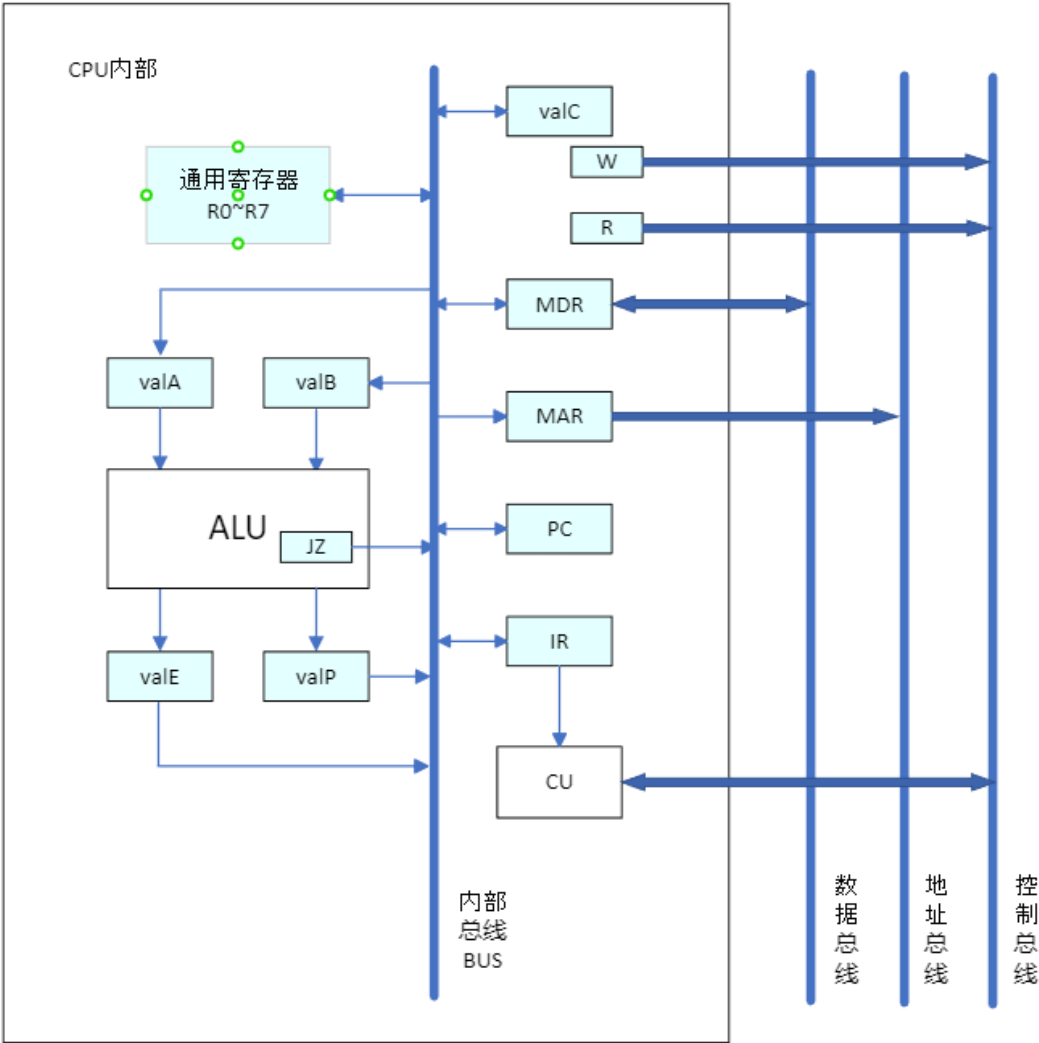 CPU内部
valC
W
通用寄存器
R0~R7
R
MDR
valA
valB
MAR
ALU
JZ
PC
IR
valE
valP
CU
内部
总线
BUS
数据总线
地址总线
控制总线